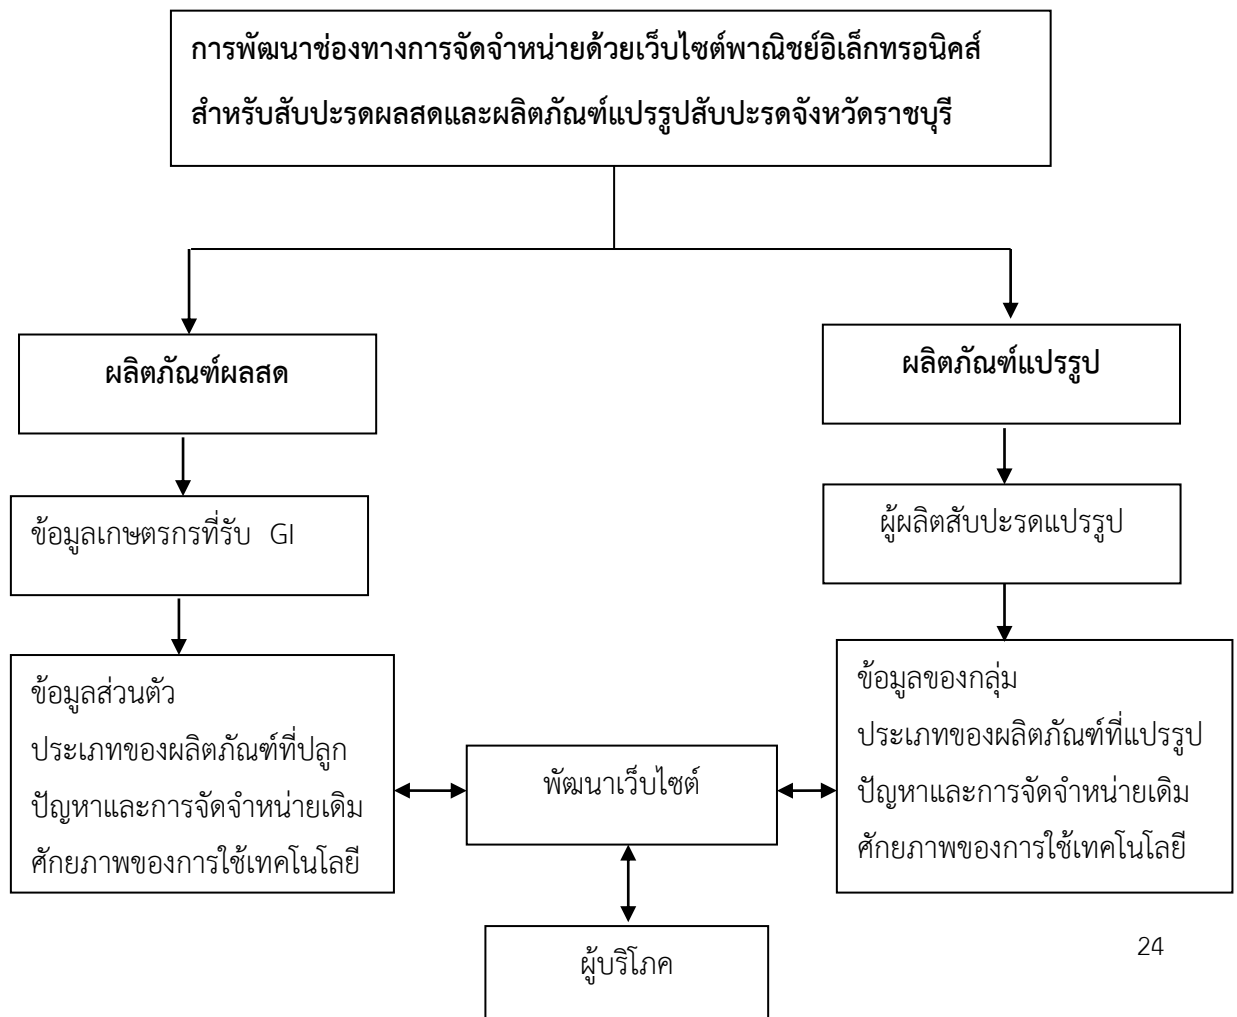 การพัฒนาช่องทางการจัดจำหน่ายด้วยเว็บไซต์พาณิชย์อิเล็กทรอนิคส์
สำหรับสับปะรดผลสดและผลิตภัณฑ์แปรรูปสับปะรดจังหวัดราชบุรี
ผลิตภัณฑ์ผลสด
ผลิตภัณฑ์แปรรูป
ข้อมูลเกษตรกรที่รับ GI
ผู้ผลิตสับปะรดแปรรูป
ข้อมูลส่วนตัว
ประเภทของผลิตภัณฑ์ที่ปลูก
ปัญหาและการจัดจำหน่ายเดิม
ศักยภาพของการใช้เทคโนโลยี
พัฒนาเว็บไซต์
ข้อมูลของกลุ่ม
ประเภทของผลิตภัณฑ์ที่แปรรูป
ปัญหาและการจัดจำหน่ายเดิม
ศักยภาพของการใช้เทคโนโลยี
ผู้บริโภค
24